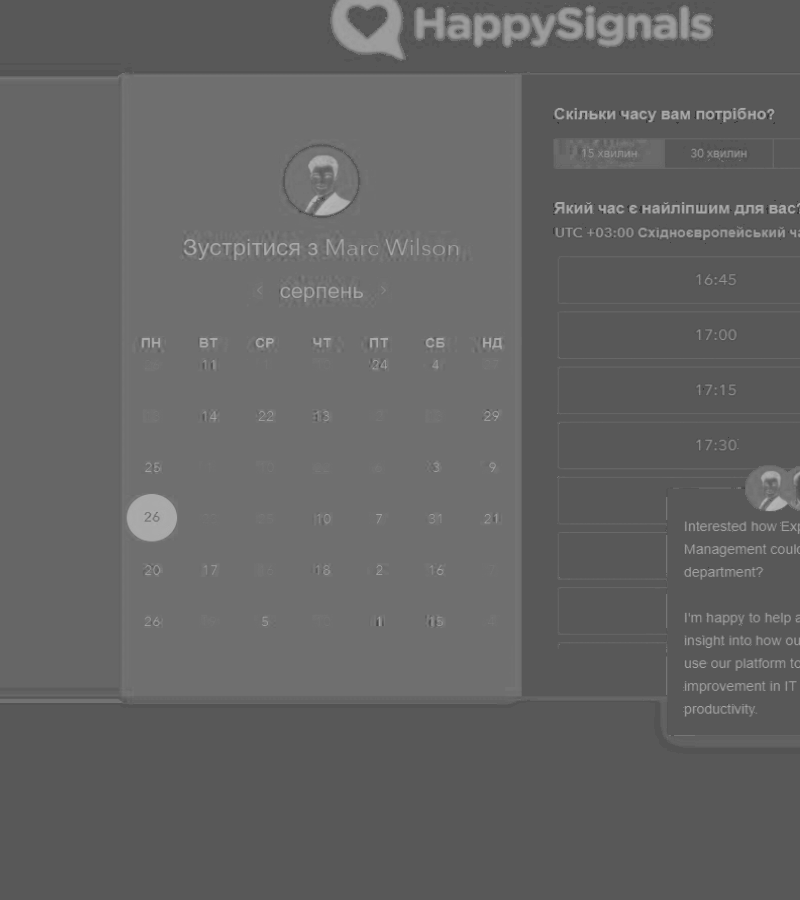 HappySignals
Зустрітися з Marc Wilson
серпень
ПН ВТ СР ЧТ ПТ СБ НД
11 24 4
14 22 13 29
25 3 9
26 10 7 31 21
20 17 18 2 16
26 5 1 15
Скільки часу вам потрібно?
15 хвилин 30 хвилин
Який час є найліпшим для вас?
UTC +03:00 Східноєвропейський ча
16:45
17:00
17:15
17:30
Interested how Exp
Management could
department?
I'm happy to help a
insight into how ou
use our platform to
improvement in IT
productivity.